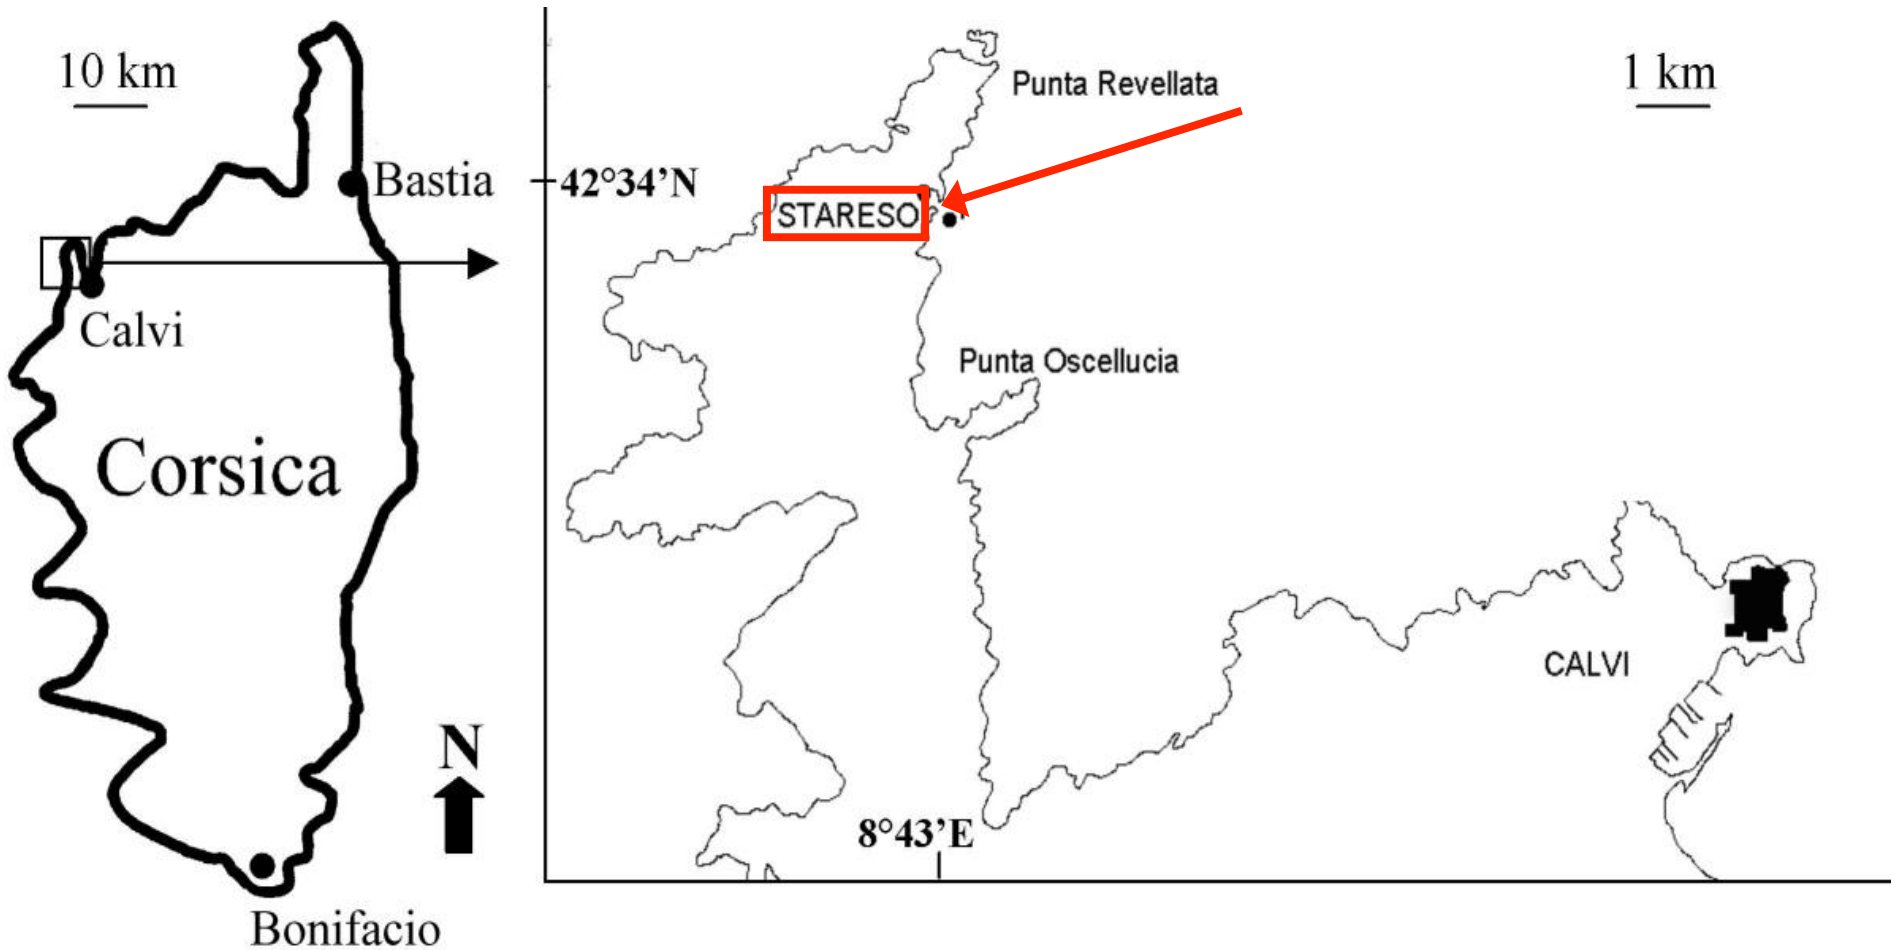 10 km
Bastia
Calvi
Corsica
N
Bonifacio
1 km
Punta Revellata
42°34’N
STARESO
Punta Oscellucia
CALVI
8°43’E